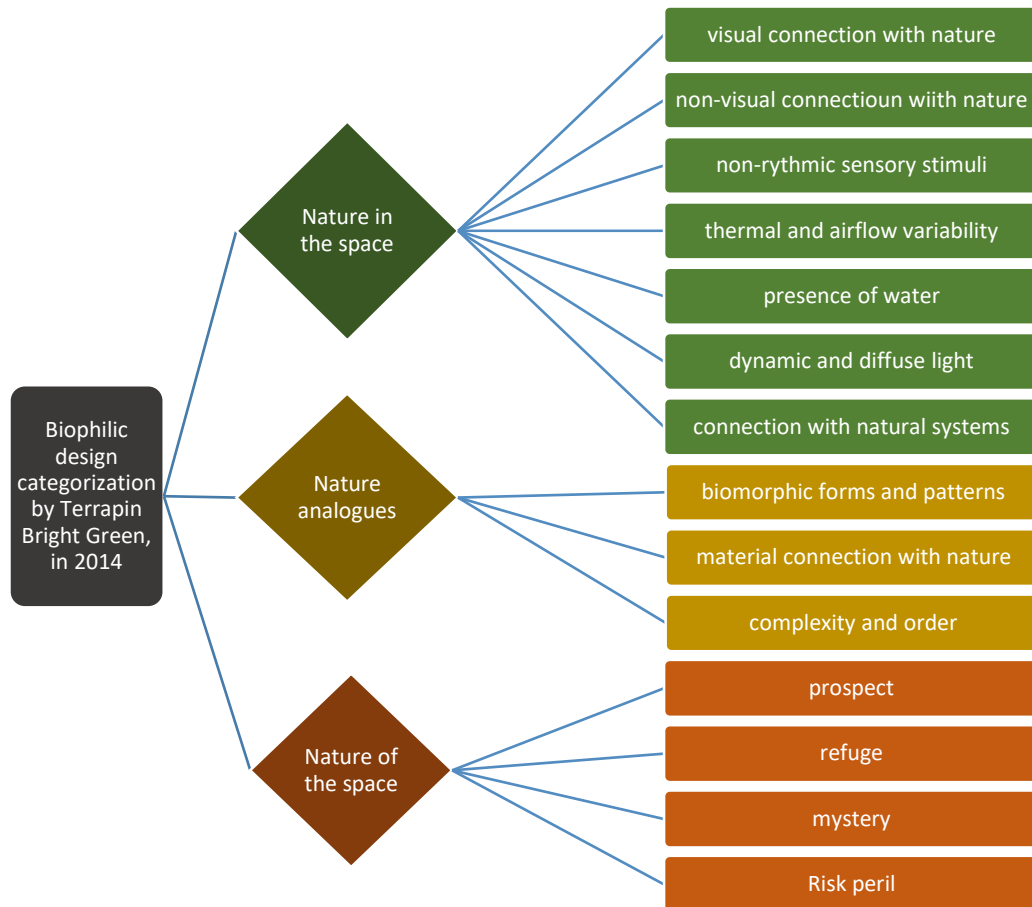 Biophilic
design
categorization
by Terrapin
Bright Green,
in 2014
Nature in
the space
visual connection with nature
non-visual connectioun wiith nature
non-rythmic sensory stimuli
thermal and airflow variability
presence of water
dynamic and diffuse light
connection with natural systems
Nature
analogues
biomorphic forms and patterns
material connection with nature
complexity and order
Nature of
the space
prospect
refuge
mystery
Risk peril